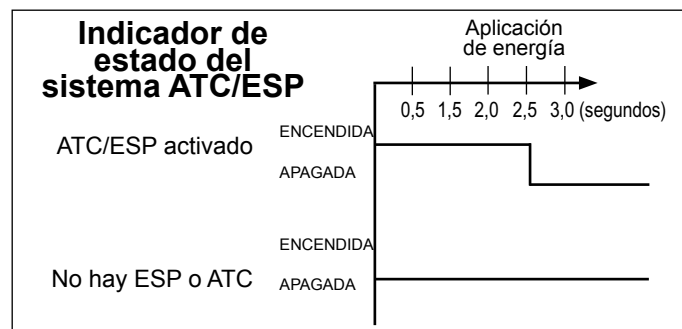 Indicador de
estado del
sistema ATC/ESP
Aplicación
de energía
0,5 1,5 2,0 2,5 3,0 (segundos)
ATC/ESP activado
ENCENDIDA
APAGADA
No hay ESP o ATC
ENCENDIDA
APAGADA